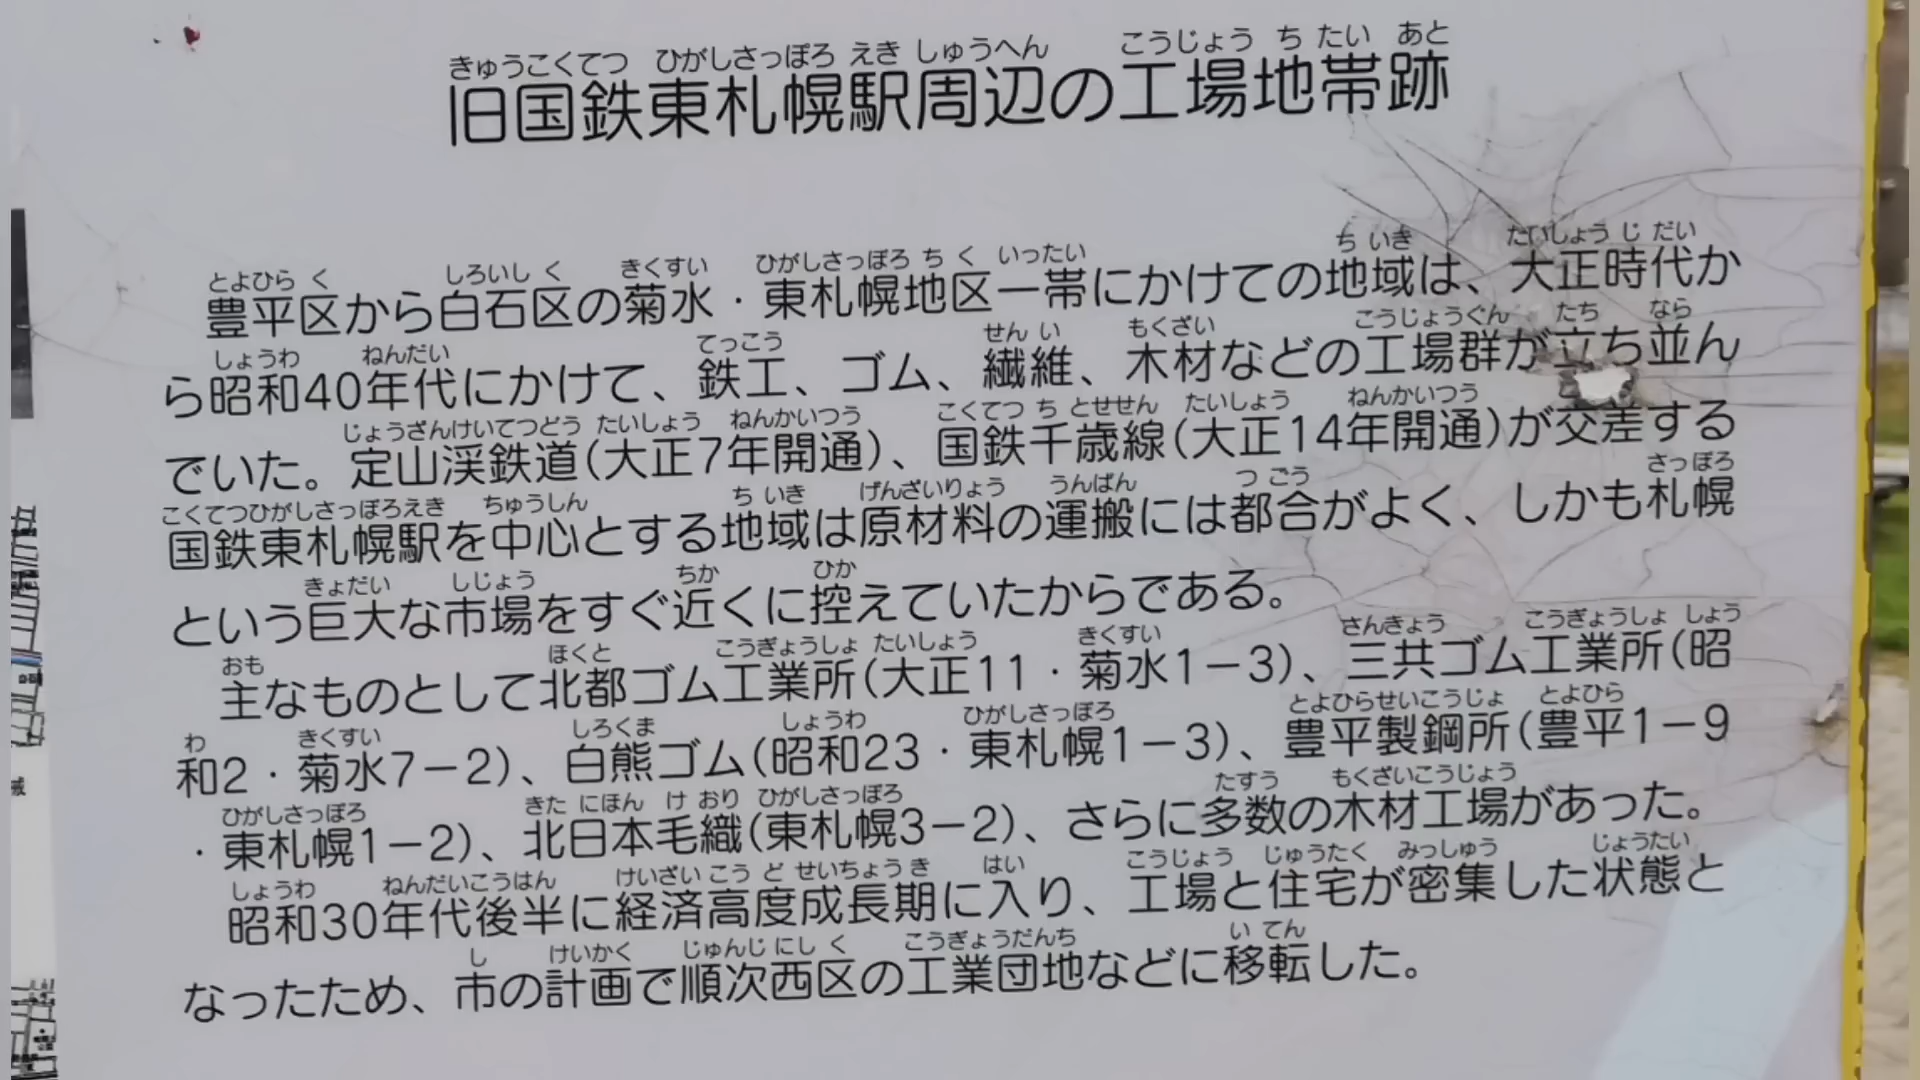 旧国鉄東札幌駅周辺の工場地帯跡
豊平区から白石区の菊水・東札幌地区一帯にかけての地域は、大正時代か
ら昭和40年代にかけて、鉄工、ゴム、繊維、木材などの工場群が立ち並ん
でいた。定山渓鉄道(大正7年開通)、国鉄千歳線(大正14年開通)が交差する
国鉄東札幌駅を中心とする地域は原材料の運搬には都合がよく、しかも札幌
という巨大な市場をすぐ近くに控えていたからである。
主なものとして北都ゴム工業所(大正11・菊水1-3)、三共ゴム工業所(昭
和2・菊水7-2)、白熊ゴム(昭和23・東札幌1-3)、豊平製鋼所(豊平1-9
・東札幌1-2)、北日本毛織(東札幌3-2)、さらに多数の木材工場があった。
昭和30年代後半に経済高度成長期に入り、工場と住宅が密集した状態と
なったため、市の計画で順次西区の工業団地などに移転した。